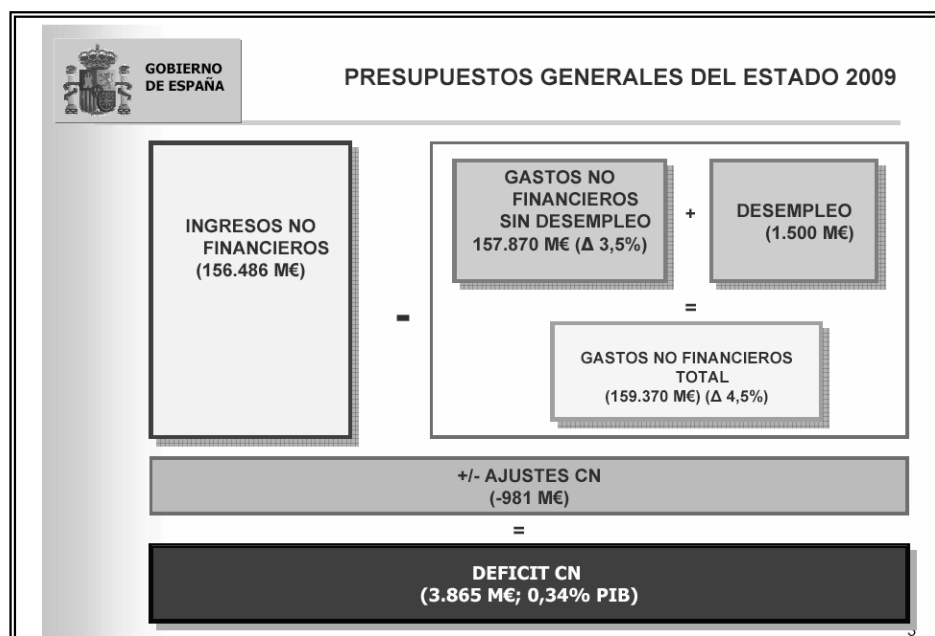 GOBIERNO
DE ESPAÑA
PRESUPUESTOS GENERALES DEL ESTADO 2009
INGRESOS NO
FINANCIEROS
(156.486 M€)
-
GASTOS NO
FINANCIEROS
SIN DESEMPLEO
157.870 M€ (Δ 3,5%)
+
DESEMPLEO
(1.500 M€)
=
GASTOS NO FINANCIEROS
TOTAL
(159.370 M€) (Δ 4,5%)
+/- AJUSTES CN
(-981 M€)
=
DEFICIT CN
(3.865 M€; 0,34% PIB)